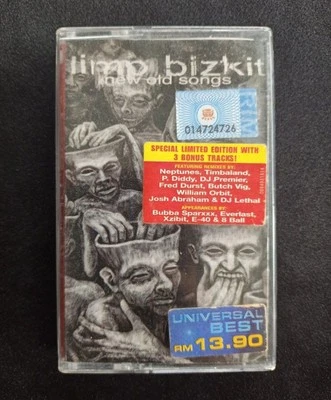 limp bizkit
new old songs
RIM
014724726
SPECIAL LIMITED EDITION WITH
3 BONUS TRACKS!
FEATURING REMIXES BY:
Neptunes, Timbaland,
P. Diddy, DJ Premier,
Fred Durst, Butch Vig,
William Orbit,
Josh Abraham & DJ Lethal
APPEARANCES BY:
Bubba Sparxxx, Everlast,
Xzibit, E-40 & 8 Ball
UNIVERSAL
BEST
RM 13.90